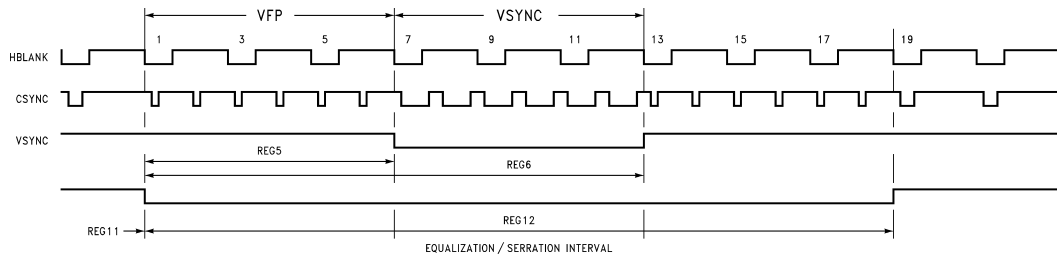 VFP VSYNC
1 3 5 7 9 11 13 15 17 19
HBLANK
CSYNC
VSYNC
REG5
REG6
REG12
REG11
EQUALIZATION / SERRATION INTERVAL